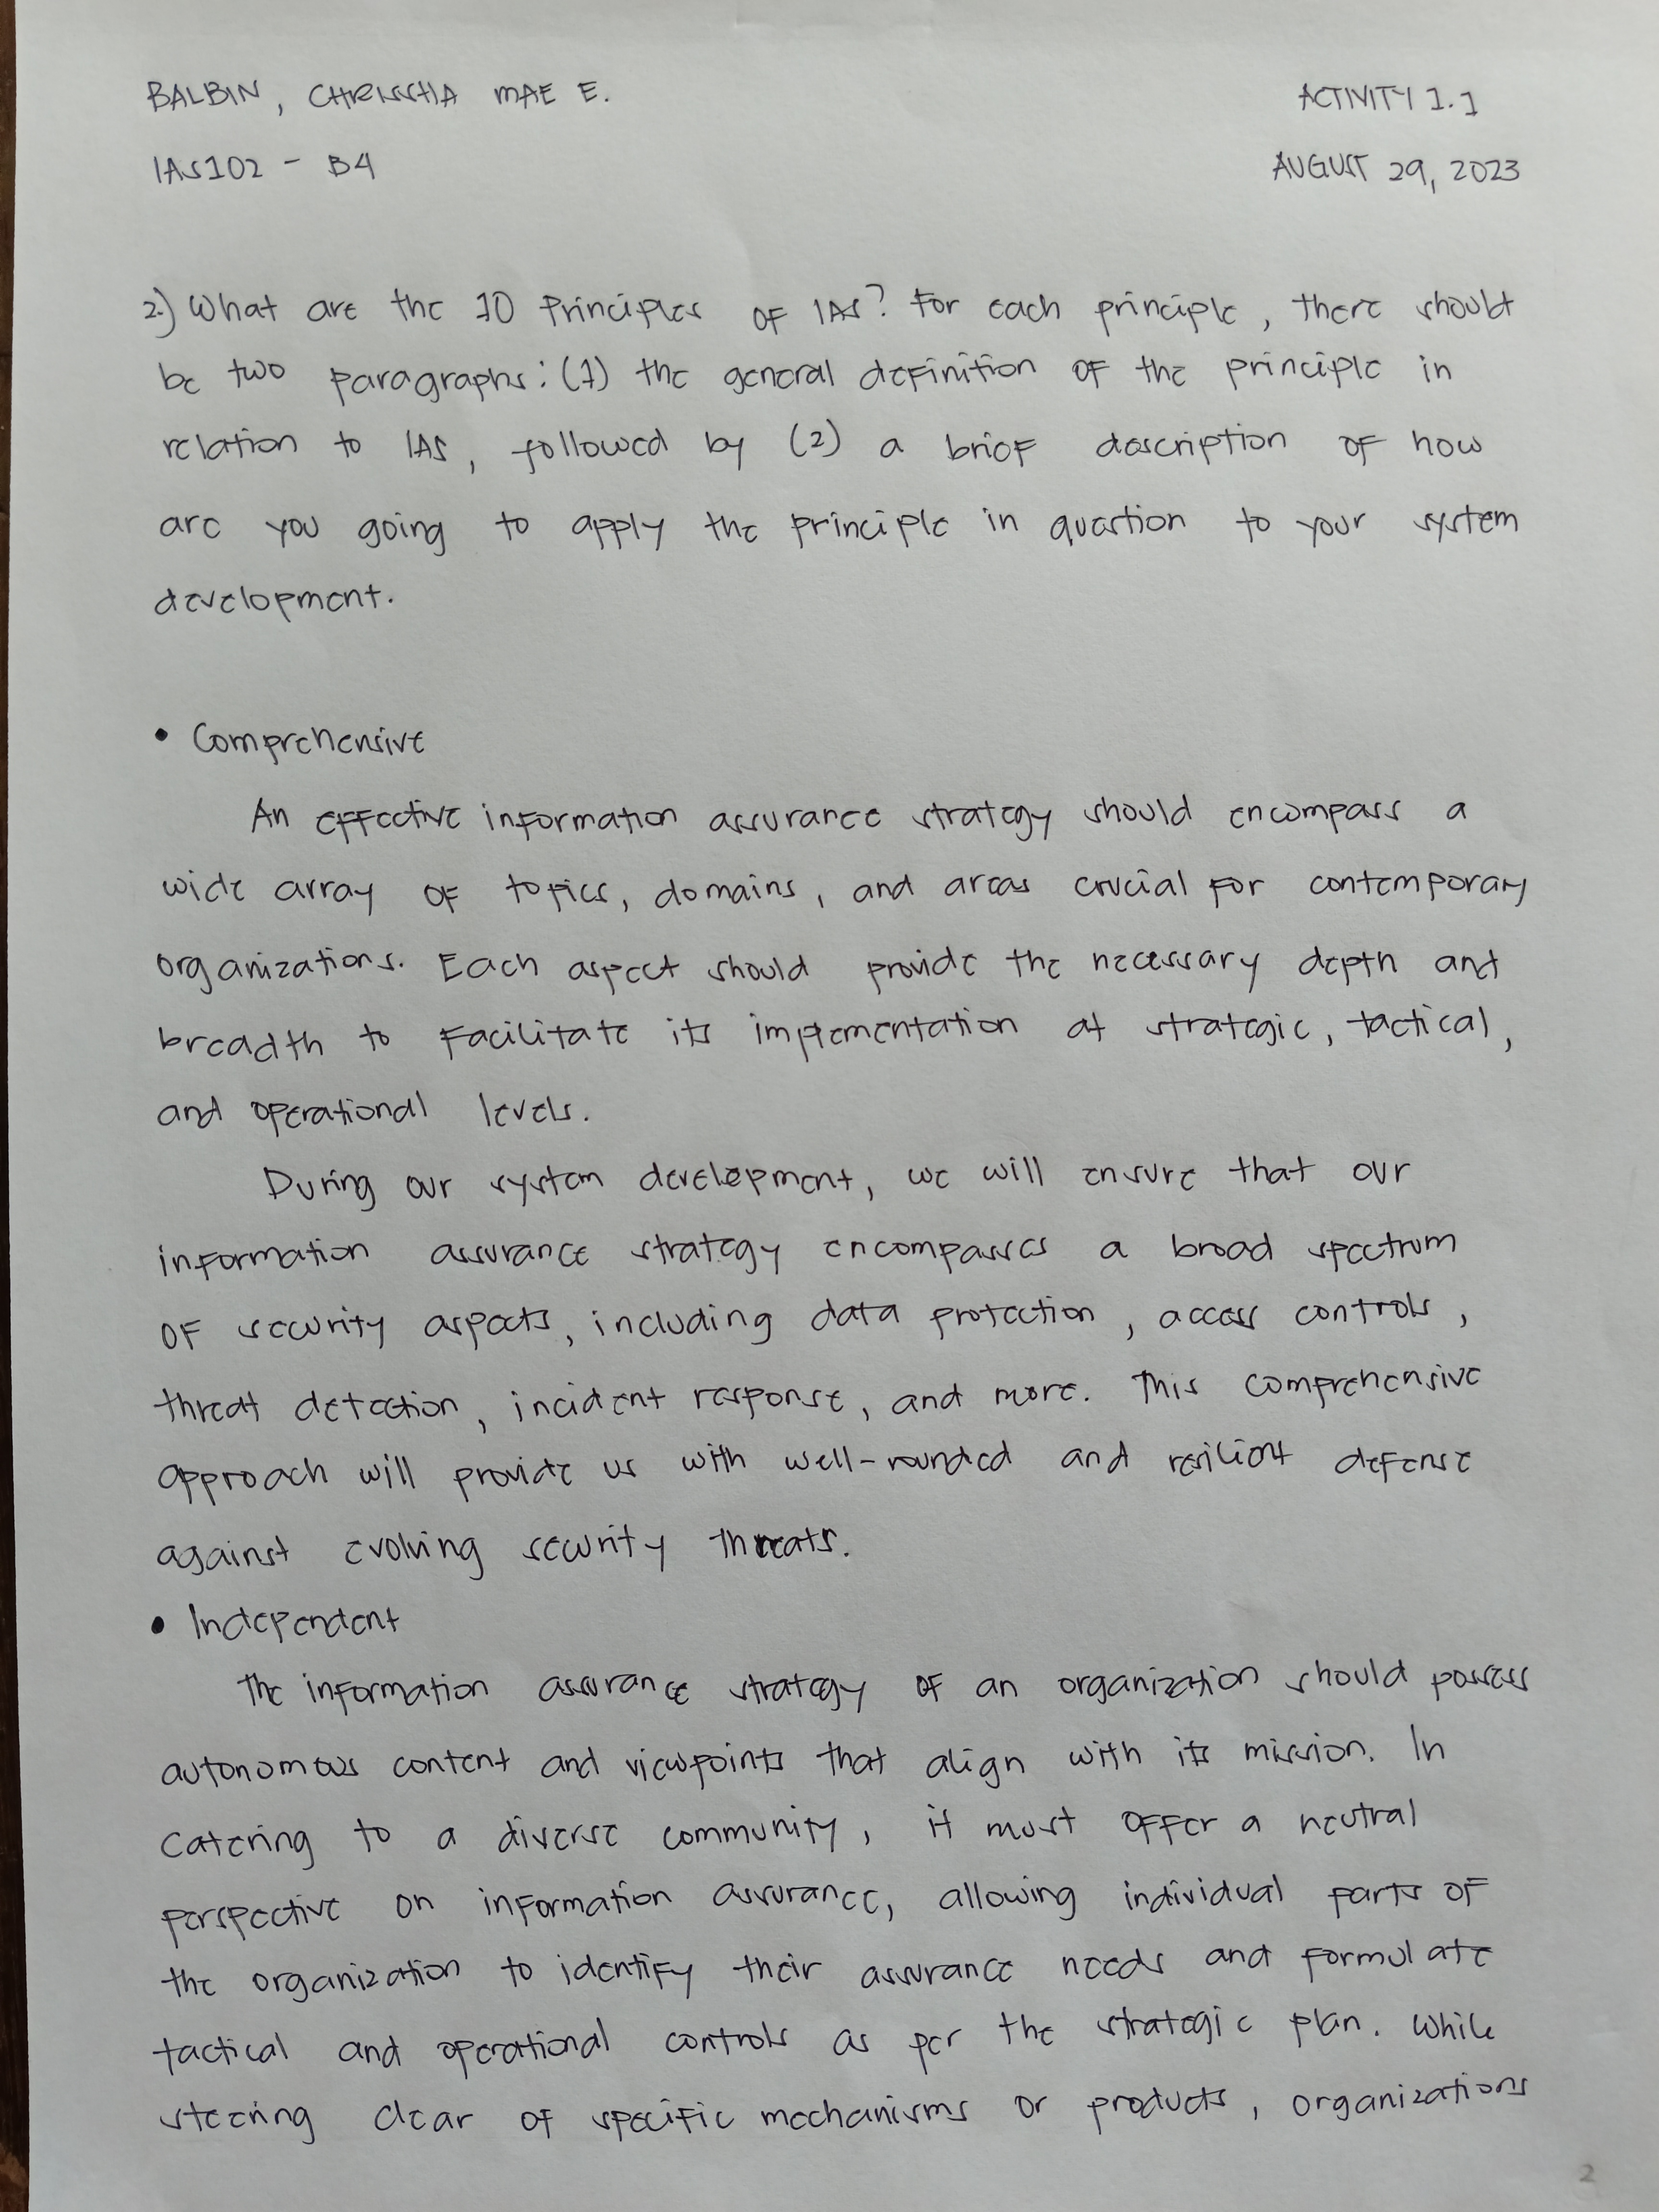 BALBIN, CHRISSCHIA MAE E. ACTIVITY 1.1
IAS102 - B4 AUGUST 29, 2023
2.) What are the 10 Principles OF IAS? For each principle, there should
be two paragraphs: (1) the general definition OF the principle in
relation to IAS, followed by (2) a brief description OF how
are you going to apply the principle in question to your system
development.
• Comprehensive
An effective information assurance strategy should encompass a
wide array OF topics, domains, and areas crucial for contemporary
organizations. Each aspect should provide the necessary depth and
breadth to facilitate its implementation at strategic, tactical,
and operational levels.
During our system development, we will ensure that our
information assurance strategy encompasses a broad spectrum
OF security aspects, including data protection, access controls,
threat detection, incident response, and more. This comprehensive
approach will provide us with well-rounded and resilient defense
against evolving security threats.
• Independent
The information assurance strategy OF an organization should possess
autonomous content and viewpoints that align with its mission. In
catering to a diverse community, it must offer a neutral
perspective on information assurance, allowing individual parts OF
the organization to identify their assurance needs and formulate
tactical and operational controls as per the strategic plan. While
steering clear OF specific mechanisms or products, organizations
2